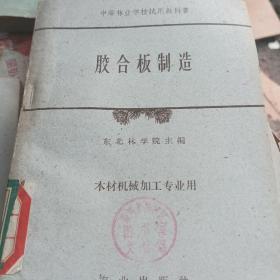 中等林业学校试用教科书
胶合板制造
东北林学院主编
木材机械加工专业用